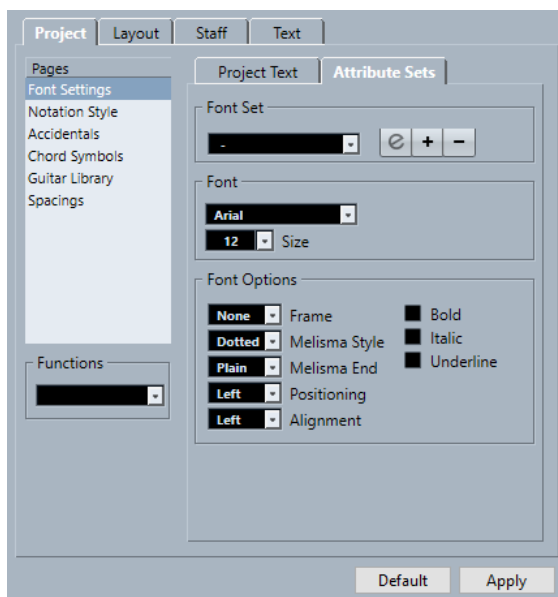 Project Layout Staff Text
Pages
Font Settings
Notation Style
Accidentals
Chord Symbols
Guitar Library
Spacings
Functions
Project Text Attribute Sets
Font Set
-
e + −
Font
Arial
12 Size
Font Options
None Frame
Dotted Melisma Style
Plain Melisma End
Left Positioning
Left Alignment
Bold
Italic
Underline
Default Apply